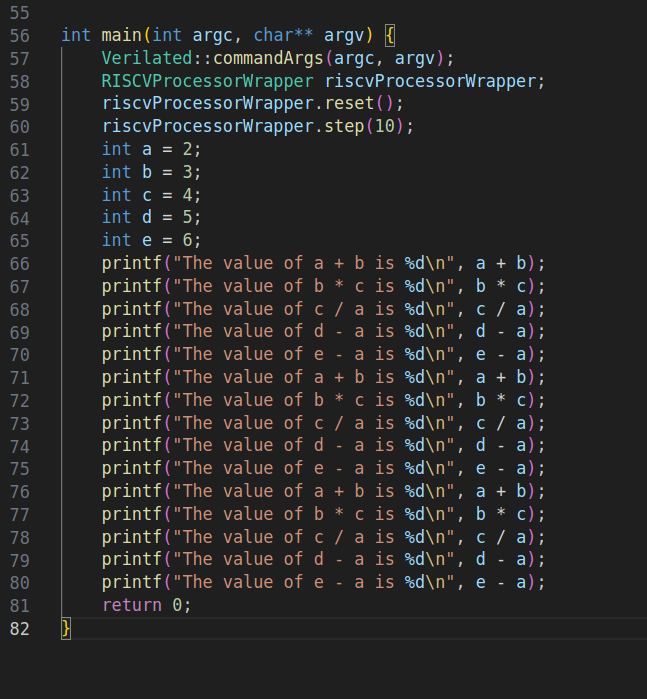 55
56 int main(int argc, char** argv) {
57     Verilated::commandArgs(argc, argv);
58     RISCVProcessorWrapper riscvProcessorWrapper;
59     riscvProcessorWrapper.reset();
60     riscvProcessorWrapper.step(10);
61     int a = 2;
62     int b = 3;
63     int c = 4;
64     int d = 5;
65     int e = 6;
66     printf("The value of a + b is %d\n", a + b);
67     printf("The value of b * c is %d\n", b * c);
68     printf("The value of c / a is %d\n", c / a);
69     printf("The value of d - a is %d\n", d - a);
70     printf("The value of e - a is %d\n", e - a);
71     printf("The value of a + b is %d\n", a + b);
72     printf("The value of b * c is %d\n", b * c);
73     printf("The value of c / a is %d\n", c / a);
74     printf("The value of d - a is %d\n", d - a);
75     printf("The value of e - a is %d\n", e - a);
76     printf("The value of a + b is %d\n", a + b);
77     printf("The value of b * c is %d\n", b * c);
78     printf("The value of c / a is %d\n", c / a);
79     printf("The value of d - a is %d\n", d - a);
80     printf("The value of e - a is %d\n", e - a);
81     return 0;
82 }